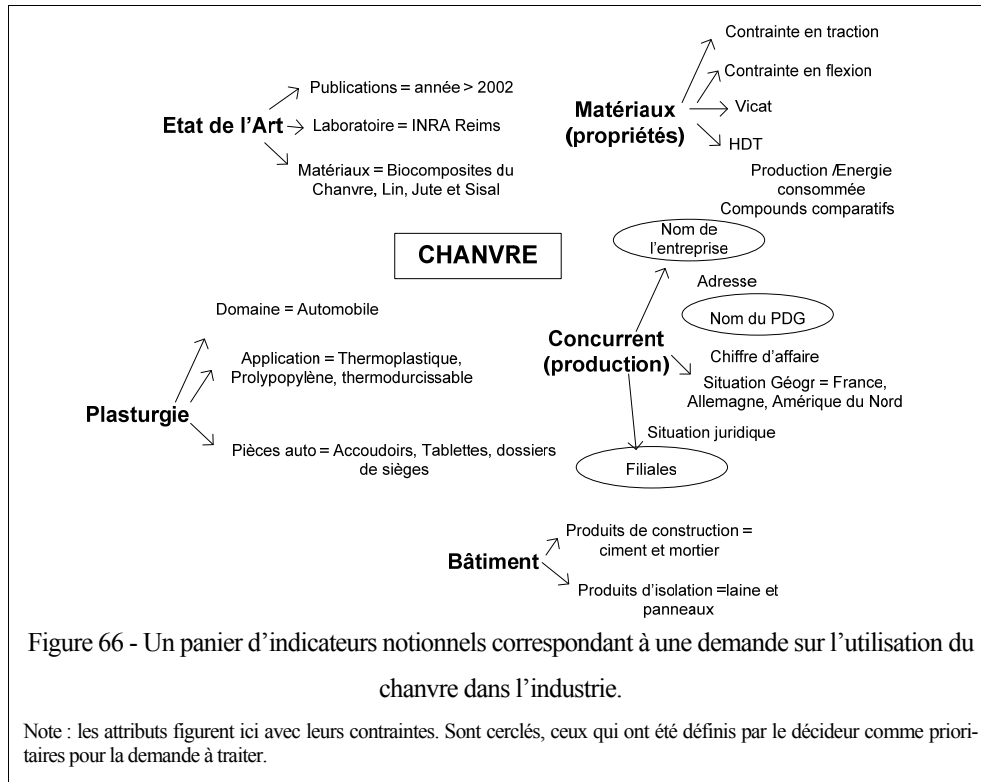 Contrainte en traction
Publications = année > 2002
Contrainte en flexion
Matériaux
(propriétés)
Etat de l’Art
Laboratoire = INRA Reims
Vicat
HDT
Matériaux = Biocomposites du
Chanvre, Lin, Jute et Sisal
Production /Energie
consommée
Compounds comparatifs
CHANVRE
Nom de
l’entreprise
Adresse
Domaine = Automobile
Nom du PDG
Concurrent
(production)
Application = Thermoplastique,
Prolypopylène, thermodurcissable
Chiffre d’affaire
Situation Géogr = France,
Allemagne, Amérique du Nord
Plasturgie
Situation juridique
Pièces auto = Accoudoirs, Tablettes, dossiers
de sièges
Filiales
Produits de construction =
ciment et mortier
Bâtiment
Produits d’isolation =laine et
panneaux
Figure 66 - Un panier d’indicateurs notionnels correspondant à une demande sur l’utilisation du
chanvre dans l’industrie.
Note : les attributs figurent ici avec leurs contraintes. Sont cerclés, ceux qui ont été définis par le décideur comme priori-
taires pour la demande à traiter.